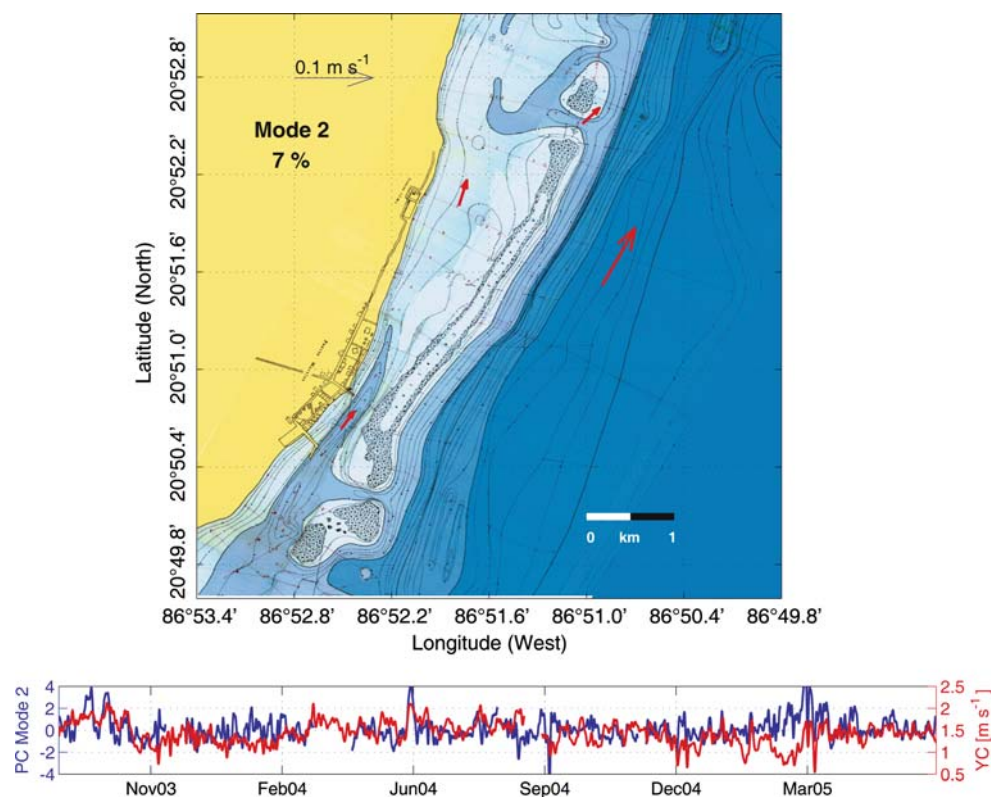 20°52.8'
0.1 m s⁻¹
Mode 2
7 %
20°52.2'
20°51.6'
Latitude (North)
20°51.0'
20°50.4'
20°49.8'
0 km 1
86°53.4' 86°52.8' 86°52.2' 86°51.6' 86°51.0' 86°50.4' 86°49.8'
Longitude (West)
PC Mode 2
4
2
0
-2
-4
2.5
2
1.5
1
0.5
YC [m s⁻¹]
Nov03 Feb04 Jun04 Sep04 Dec04 Mar05